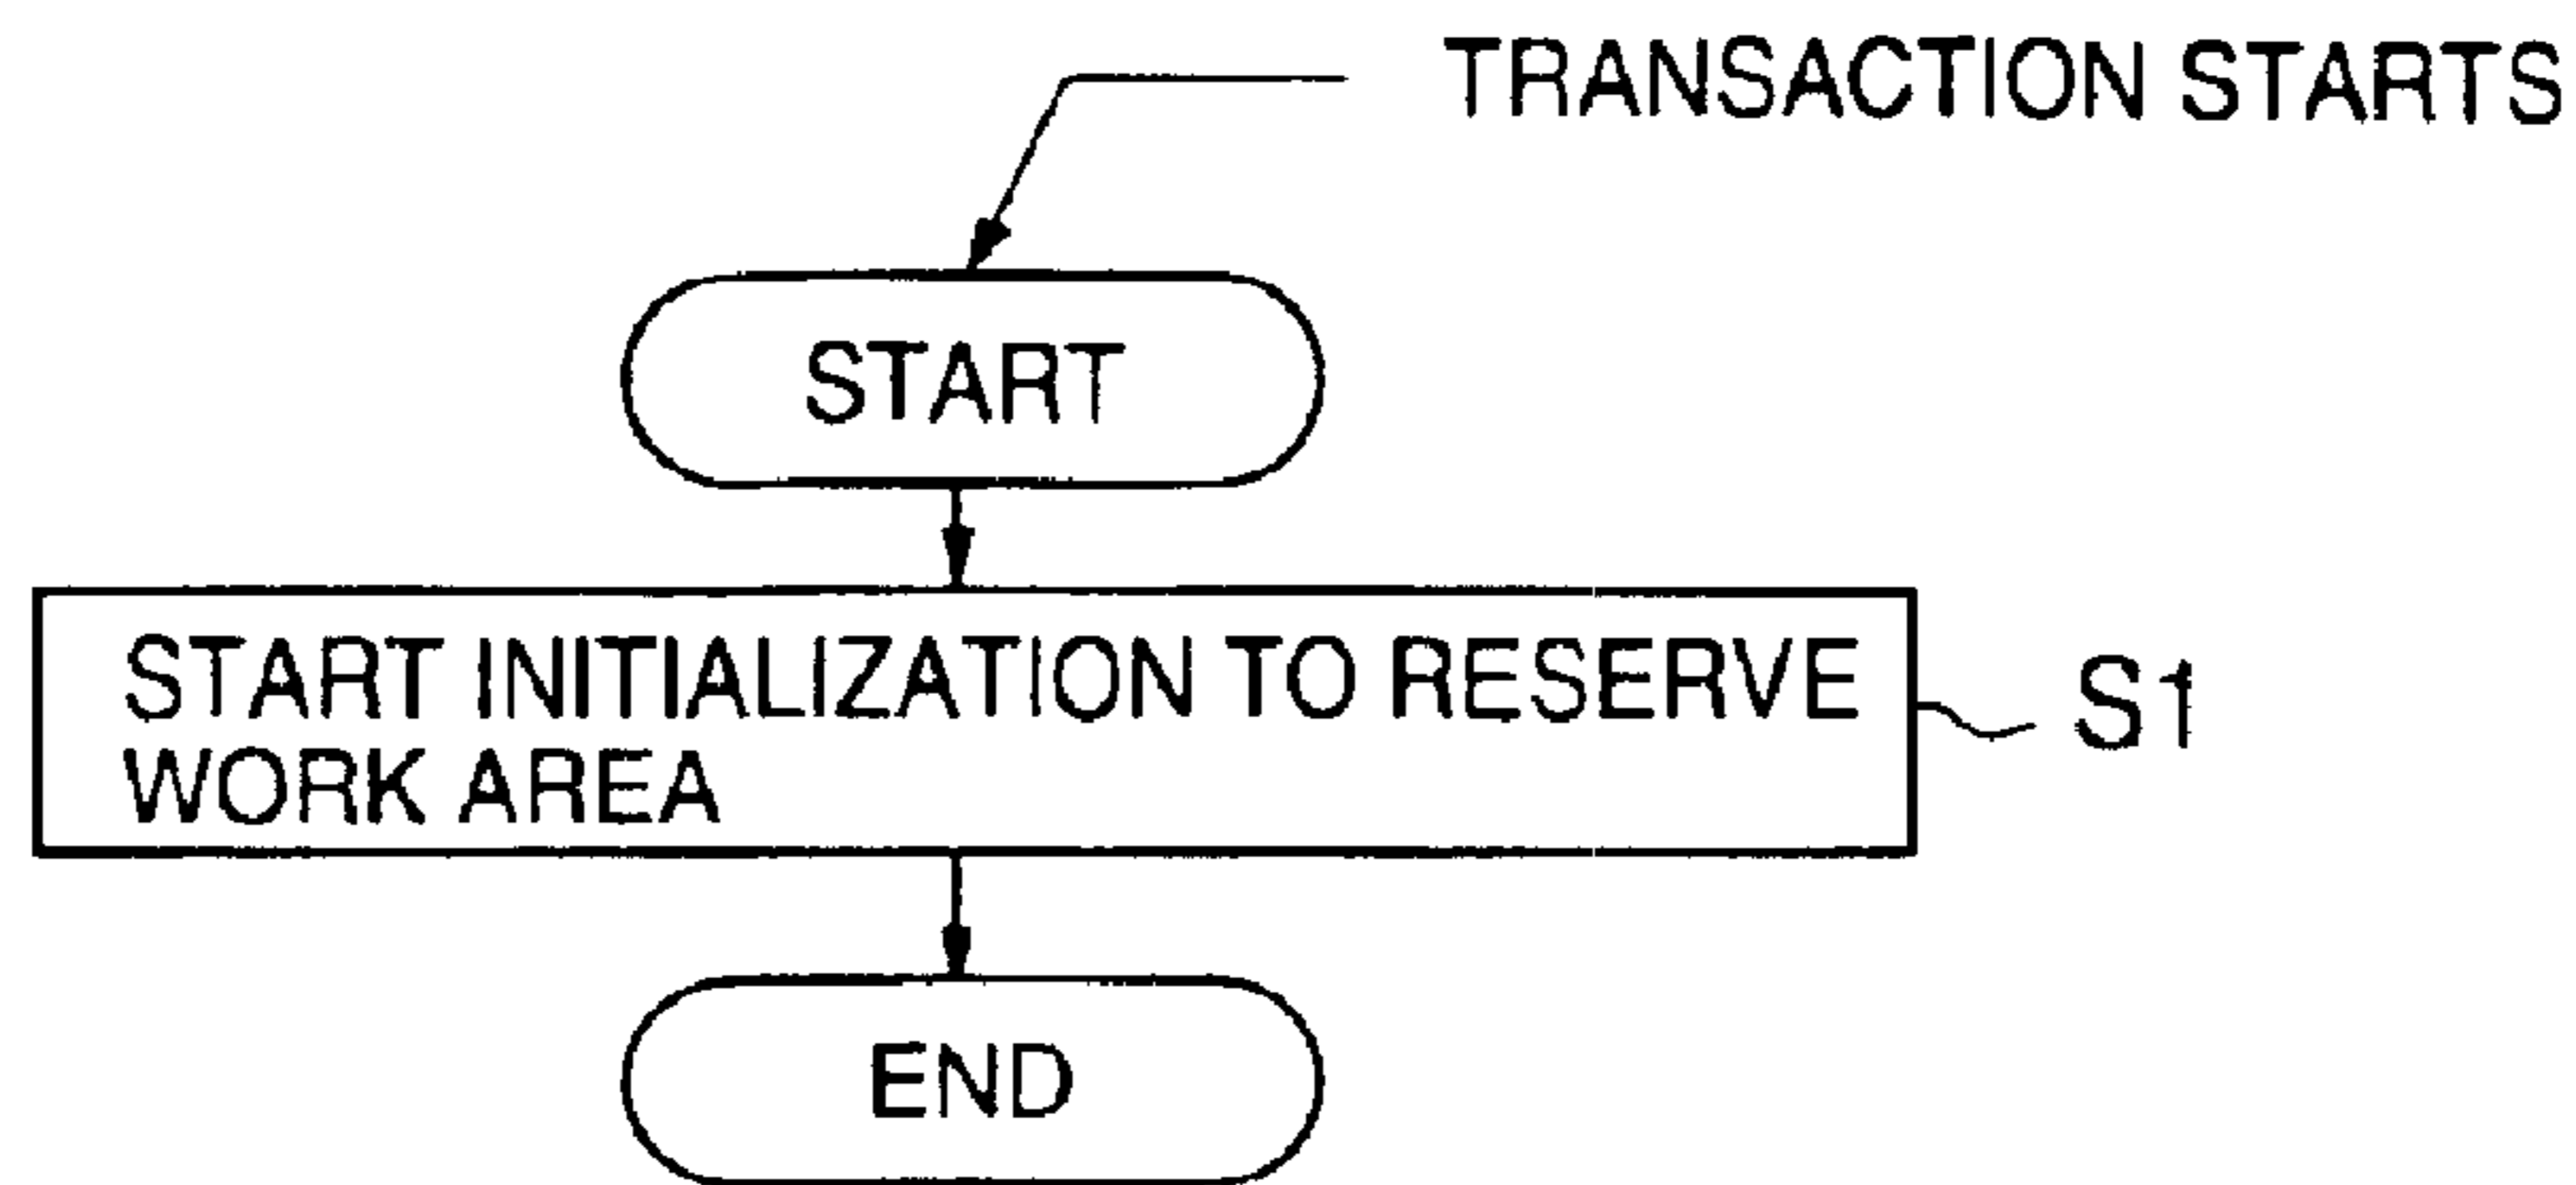 TRANSACTION STARTS
START
START INITIALIZATION TO RESERVE
WORK AREA
S1
END